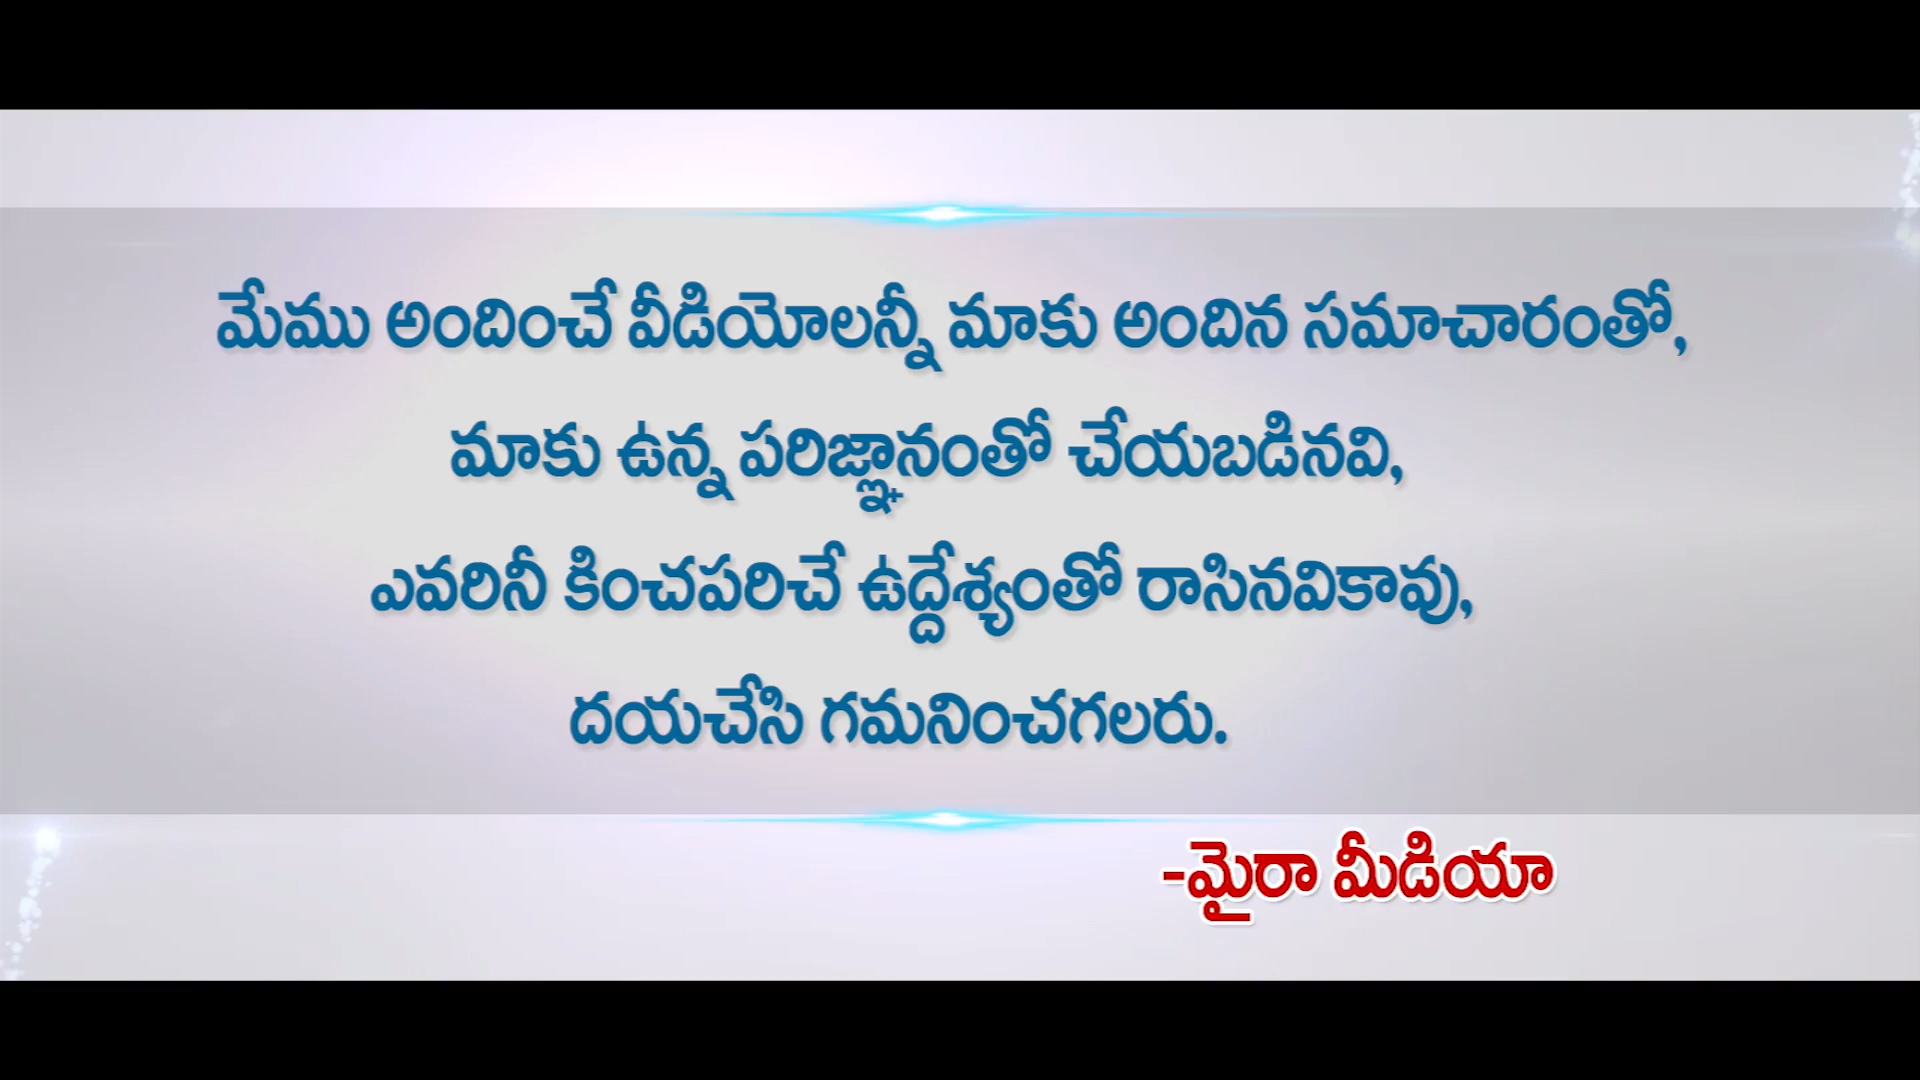 మేము అందించే వీడియోలన్నీ మాకు అందిన సమాచారంతో,
మాకు ఉన్న పరిజ్ఞానంతో చేయబడినవి,
ఎవరినీ కించపరిచే ఉద్దేశ్యంతో రాసినవికావు,
దయచేసి గమనించగలరు.
-మైరా మీడియా